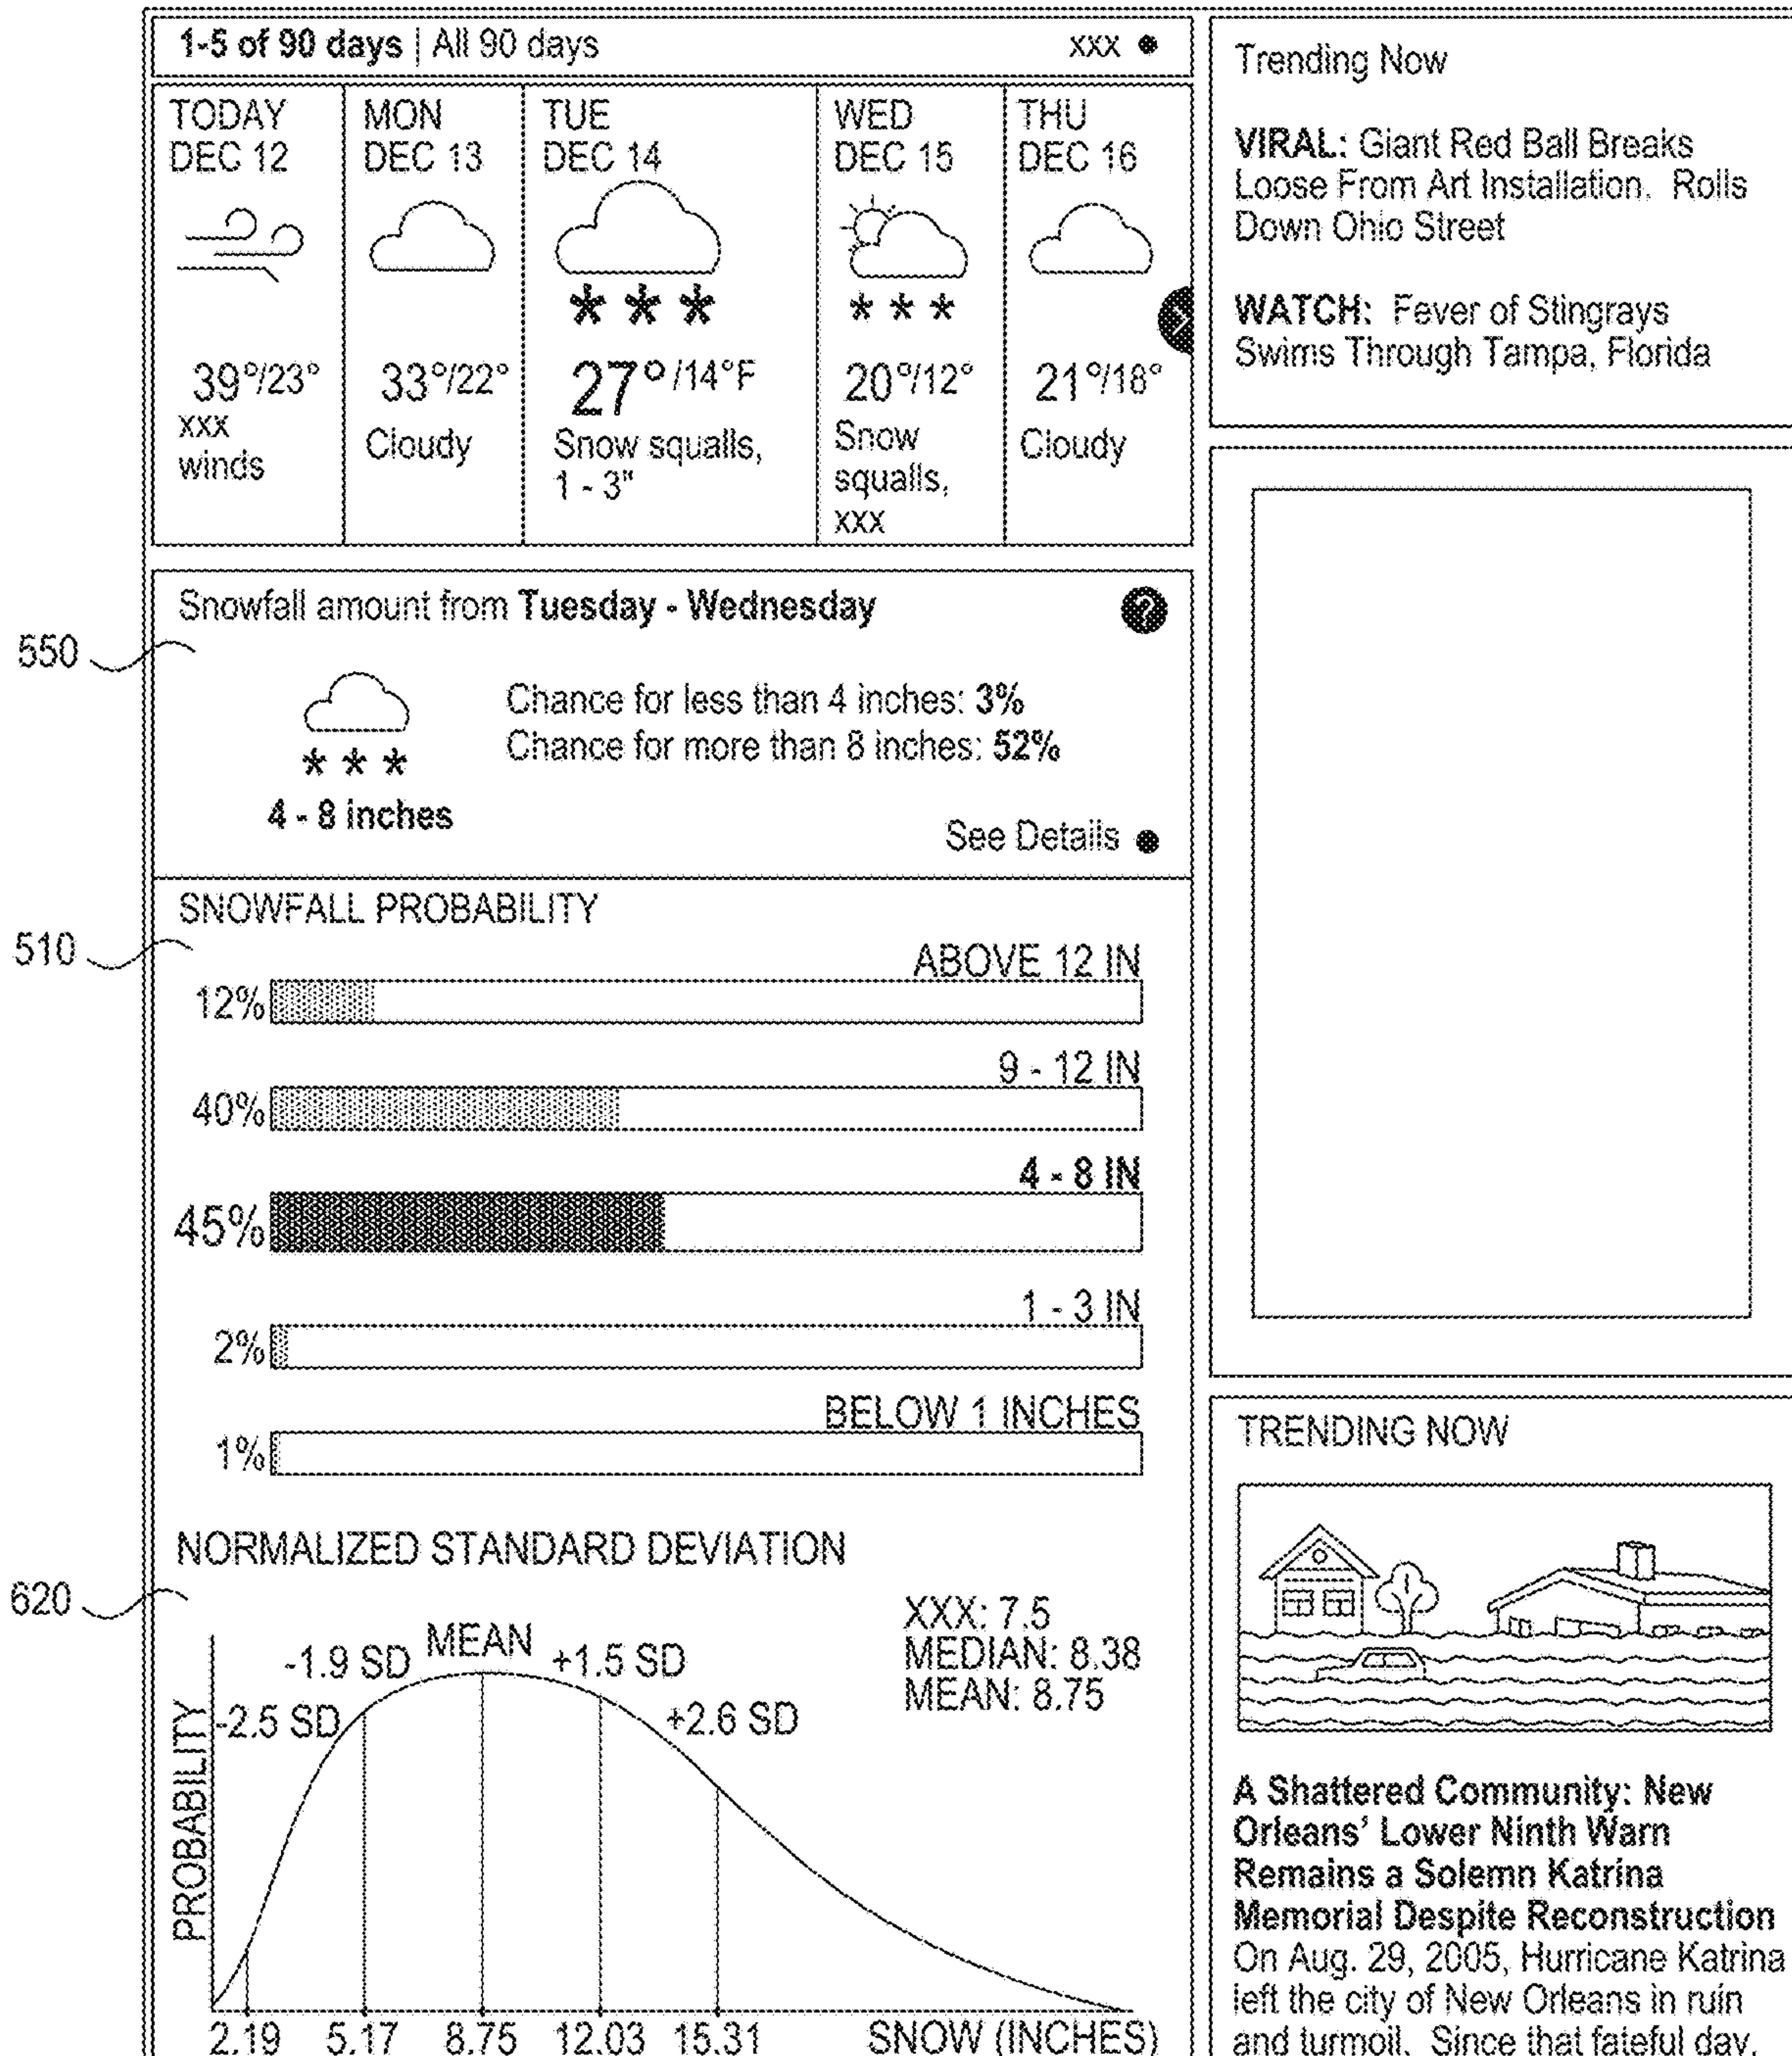 1-5 of 90 days | All 90 days
xxx
TODAY
DEC 12
39°/23°
xxx
winds
MON
DEC 13
33°/22°
Cloudy
TUE
DEC 14
* * *
27°/14°F
Snow squalls,
1 - 3"
WED
DEC 15
* * *
20°/12°
Snow
squalls,
xxx
THU
DEC 16
21°/18°
Cloudy
550
Snowfall amount from Tuesday - Wednesday
?
* * *
4 - 8 inches
Chance for less than 4 inches: 3%
Chance for more than 8 inches: 52%
See Details
510
SNOWFALL PROBABILITY
ABOVE 12 IN
12%
9 - 12 IN
40%
4 - 8 IN
45%
1 - 3 IN
2%
BELOW 1 INCHES
1%
620
NORMALIZED STANDARD DEVIATION
XXX: 7.5
MEDIAN: 8.38
MEAN: 8.75
PROBABILITY
-2.5 SD
-1.9 SD
MEAN
+1.5 SD
+2.6 SD
2.19 5.17 8.75 12.03 15.31 SNOW (INCHES)
Trending Now
VIRAL: Giant Red Ball Breaks
Loose From Art Installation. Rolls
Down Ohio Street
WATCH: Fever of Stingrays
Swims Through Tampa, Florida
TRENDING NOW
A Shattered Community: New
Orleans' Lower Ninth Warn
Remains a Solemn Katrina
Memorial Despite Reconstruction
On Aug. 29, 2005, Hurricane Katrina
left the city of New Orleans in ruin
and turmoil. Since that fateful day,